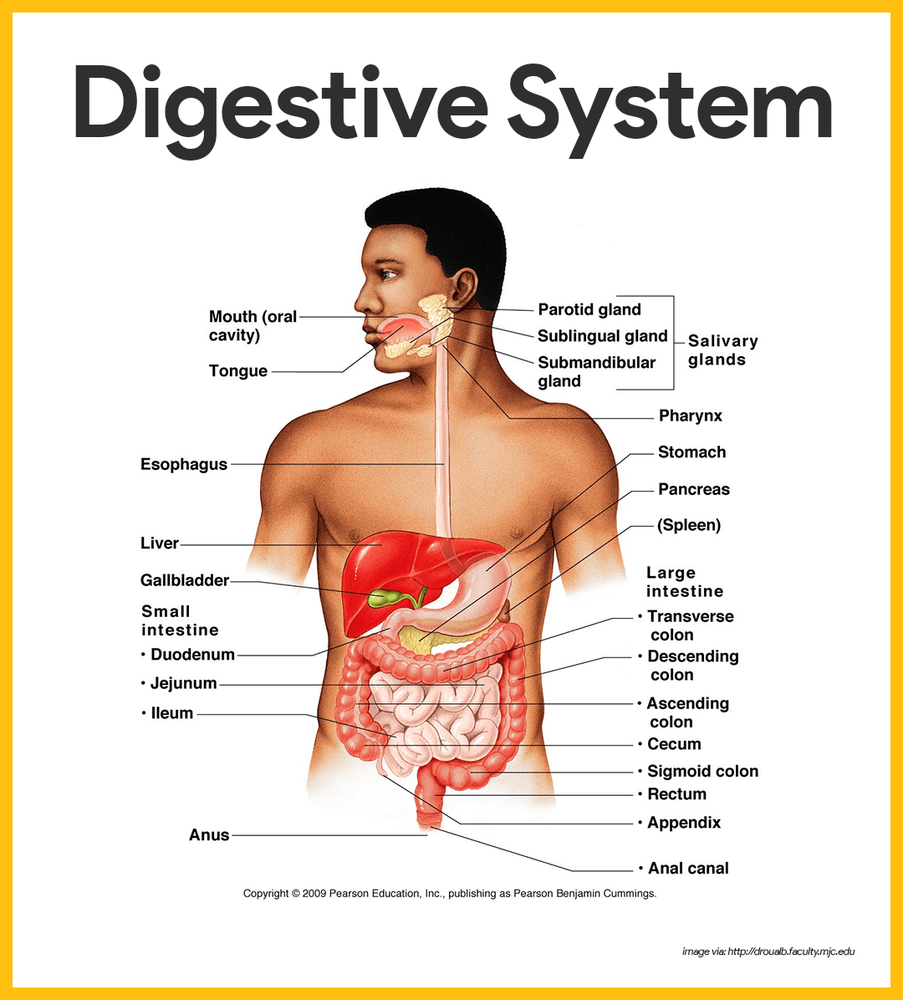 Digestive System
Mouth (oral
cavity)
Tongue
Parotid gland
Sublingual gland
Submandibular
gland
Salivary
glands
Pharynx
Esophagus
Stomach
Pancreas
(Spleen)
Liver
Gallbladder
Small
intestine
• Duodenum
• Jejunum
• Ileum
Large
intestine
• Transverse
colon
• Descending
colon
• Ascending
colon
• Cecum
• Sigmoid colon
• Rectum
• Appendix
Anus
• Anal canal
Copyright © 2009 Pearson Education, Inc., publishing as Pearson Benjamin Cummings.
image via: http://droualb.faculty.mjc.edu